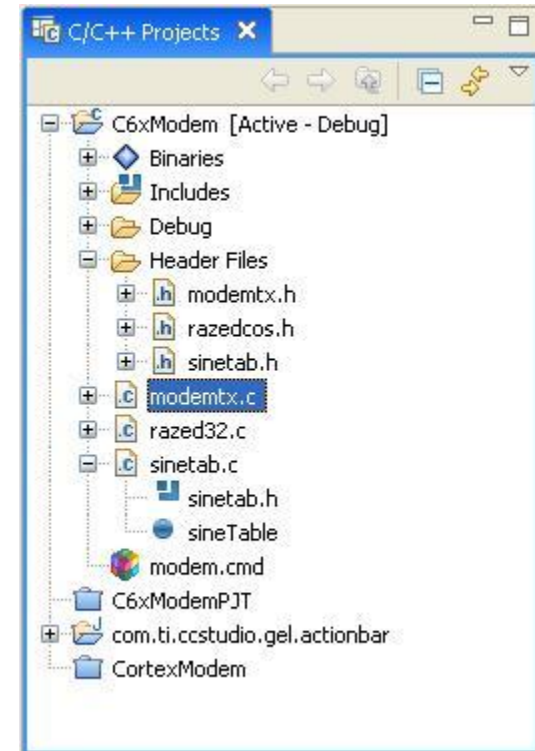 C/C++ Projects
C6xModem [Active - Debug]
Binaries
Includes
Debug
Header Files
.h modemtx.h
.h razedcos.h
.h sinetab.h
.c modemtx.c
.c razed32.c
.c sinetab.c
sinetab.h
sineTable
modem.cmd
C6xModemPJT
com.ti.ccstudio.gel.actionbar
CortexModem